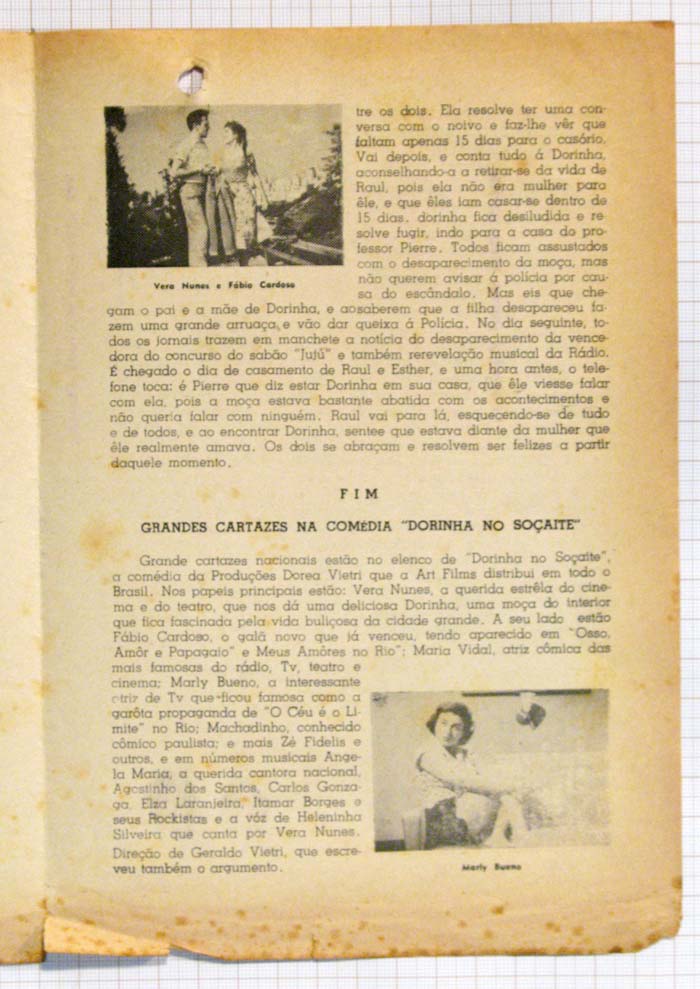 tre os dois. Ela resolve ter uma con-
versa com o noivo e faz-lhe vêr que
faltam apenas 15 dias para o casório.
Vai depois, e conta tudo á Dorinha,
aconselhando-a a retirar-se da vida de
Raul, pois ela não éra mulher para
êle, e que êles iam casar-se dentro de
15 dias. dorinha fica desiludida e re-
solve fugir, indo para a casa do pro-
fessor Pierre. Todos ficam assustados
com o desaparecimento da moça, mas
não querem avisar á polícia por cau-
sa do escândalo. Mas eis que che-
Vera Nunes e Fábio Cardoso
gam o pai e a mãe de Dorinha, e aosaberem que a filha desapareceu fa-
zem uma grande arruaça, e vão dar queixa á Polícia. No dia seguinte, to-
dos os jornais trazem em manchete a notícia do desaparecimento da vence-
dora do concurso do sabão "Jujú" e também rerevelação musical da Rádio.
É chegado o dia de casamento de Raul e Esther, e uma hora antes, o tele-
fone toca: é Pierre que diz estar Dorinha em sua casa, que êle viesse falar
com ela, pois a moça estava bastante abatida com os acontecimentos e
não queria falar com ninguém. Raul vai para lá, esquecendo-se de tudo
e de todos, e ao encontrar Dorinha, sentee que estava diante da mulher que
êle realmente amava. Os dois se abraçam e resolvem ser felizes a partir
daquele momento.
FIM
GRANDES CARTAZES NA COMÉDIA "DORINHA NO SOÇAITE"
Grande cartazes nacionais estão no elenco de "Dorinha no Soçaite",
a comédia da Produções Dorea Vietri que a Art Films distribui em todo o
Brasil. Nos papeis principais estão: Vera Nunes, a querida estrêla do cine-
ma e do teatro, que nos dá uma deliciosa Dorinha, uma moça do interior
que fica fascinada pela vida buliçosa da cidade grande. A seu lado estão
Fábio Cardoso, o galã novo que já venceu, tendo aparecido em "Osso,
Amôr e Papagaio" e Meus Amôres no Rio"; Maria Vidal, atriz cômica das
mais famosas do rádio, Tv, teatro e
cinema; Marly Bueno, a interessante
atriz de Tv que ficou famosa como a
garôta propaganda de "O Céu é o Li-
mite" no Rio; Machadinho, conhecido
cômico paulista; e mais Zé Fidelis e
outros, e em números musicais Ange-
la Maria, a querida cantora nacional,
Agostinho dos Santos, Carlos Gonza-
ga, Elza Laranjeira, Itamar Borges e
seus Rockistas e a vóz de Heleninha
Silveira que canta por Vera Nunes.
Direção de Geraldo Vietri, que escre-
veu também o argumento.
Marly Bueno